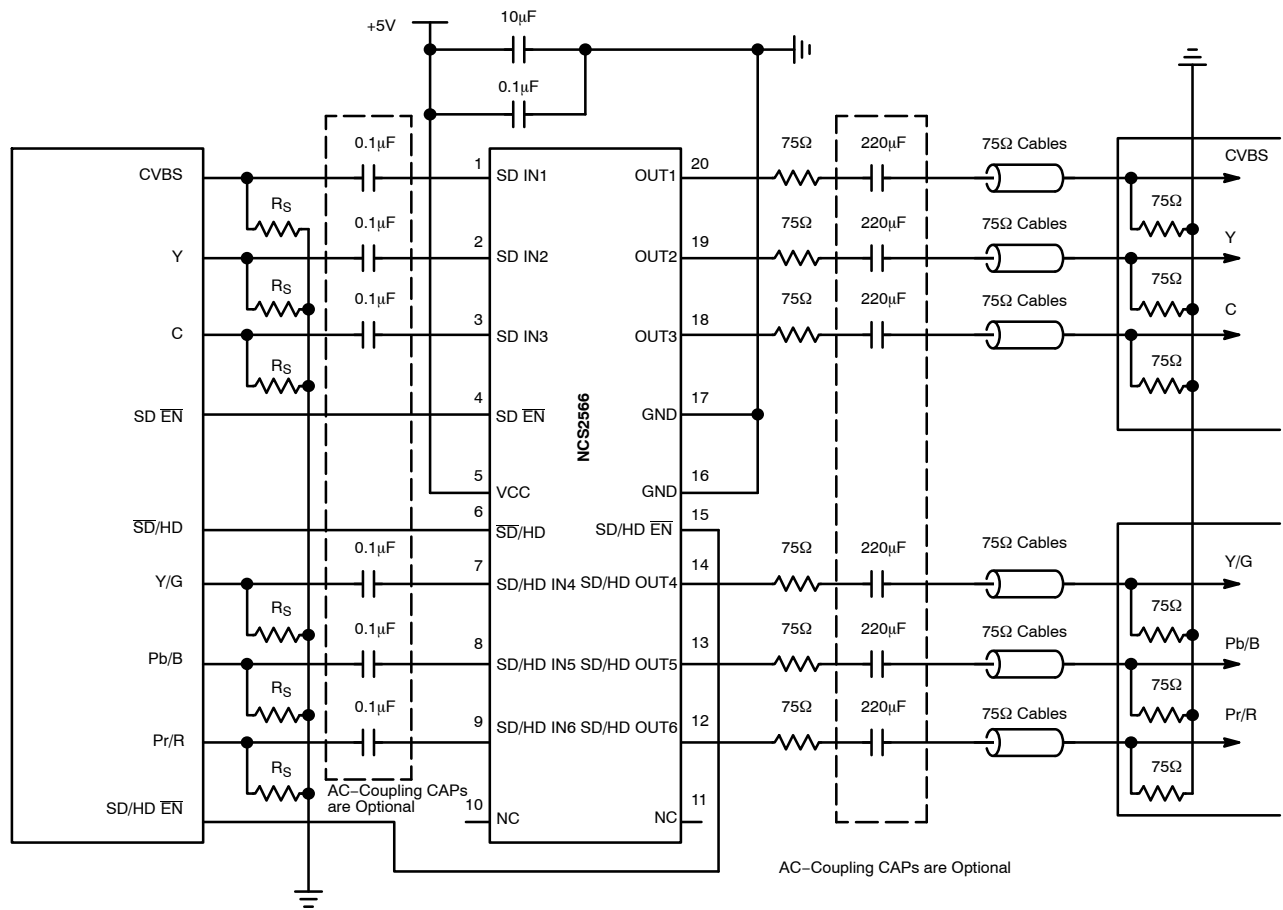 +5V
10μF
0.1μF
CVBS
RS
0.1μF
1
SD IN1
OUT1
20
75Ω
220μF
75Ω Cables
CVBS
75Ω
Y
RS
0.1μF
2
SD IN2
OUT2
19
75Ω
220μF
75Ω Cables
Y
75Ω
C
RS
0.1μF
3
SD IN3
OUT3
18
75Ω
220μF
75Ω Cables
C
75Ω
SD EN
4
SD EN
NCS2566
GND
17
5
VCC
GND
16
SD/HD
6
SD/HD
SD/HD EN
15
Y/G
RS
0.1μF
7
SD/HD IN4
SD/HD OUT4
14
75Ω
220μF
75Ω Cables
Y/G
75Ω
Pb/B
RS
0.1μF
8
SD/HD IN5
SD/HD OUT5
13
75Ω
220μF
75Ω Cables
Pb/B
75Ω
Pr/R
RS
0.1μF
9
SD/HD IN6
SD/HD OUT6
12
75Ω
220μF
75Ω Cables
Pr/R
75Ω
SD/HD EN
AC−Coupling CAPs
are Optional
10
NC
NC
11
AC−Coupling CAPs are Optional